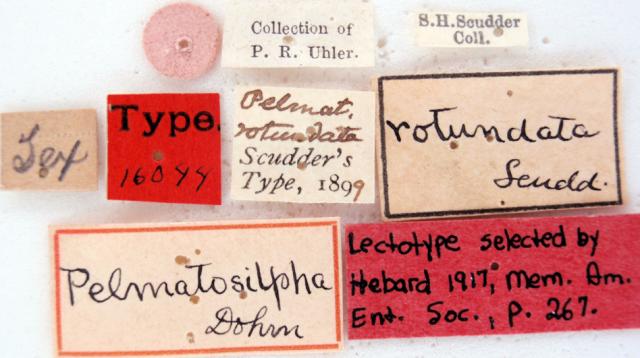 Collection of
P. R. Uhler.
S.H. Scudder
Coll.
Tex
Type.
16044
Pelmat.
rotundata
Scudder's
Type, 1899
rotundata
Scudd.
Pelmatosilpha
Dohrn
Lectotype selected by
Hebard 1917, Mem. Am.
Ent. Soc., p. 267.